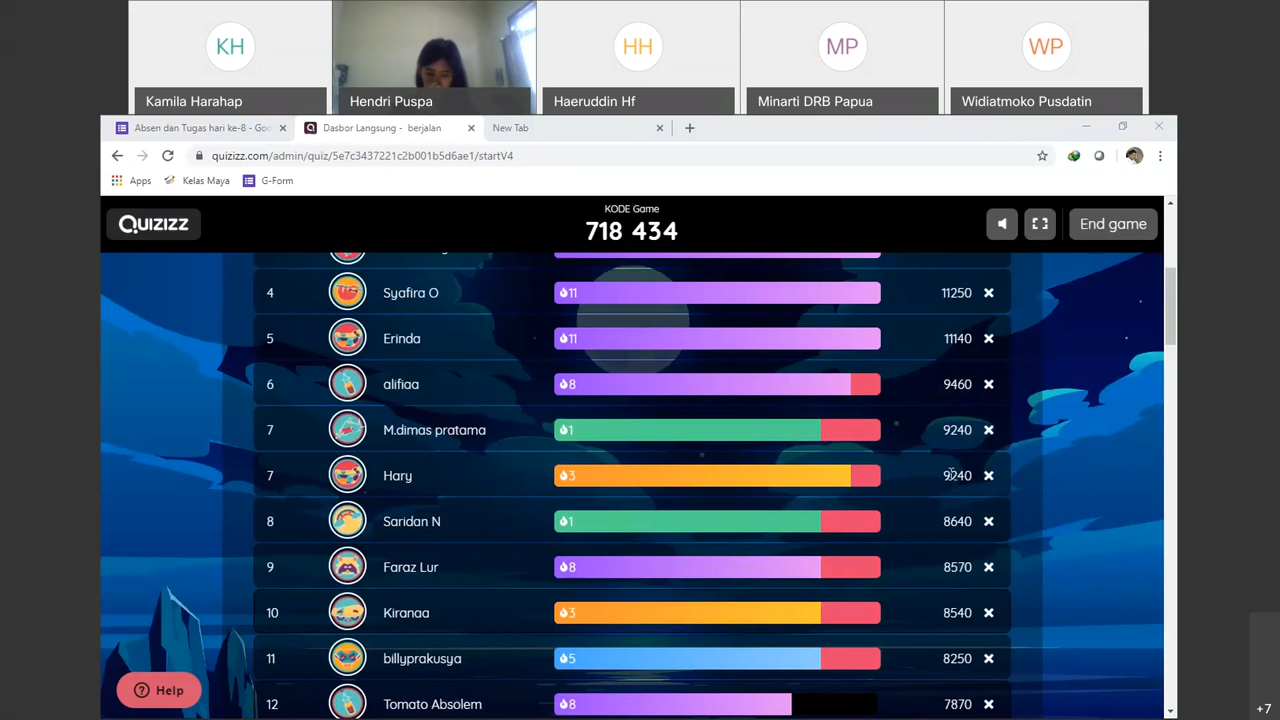 KH
HH
MP
WP
Kamila Harahap
Hendri Puspa
Haeruddin Hf
Minarti DRB Papua
Widiatmoko Pusdatin
Absen dan Tugas hari ke-8 - Goo
Dasbor Langsung - berjalan
New Tab
quizizz.com/admin/quiz/5e7c3437221c2b001b5d6ae1/startV4
Apps
Kelas Maya
G-Form
QUIZIZZ
KODE Game
718 434
End game
4 Syafira O 11 11250
5 Erinda 11 11140
6 alifiaa 8 9460
7 M.dimas pratama 1 9240
7 Hary 3 9240
8 Saridan N 1 8640
9 Faraz Lur 8 8570
10 Kiranaa 3 8540
11 billyprakusya 5 8250
12 Tomato Absolem 8 7870
? Help
+7